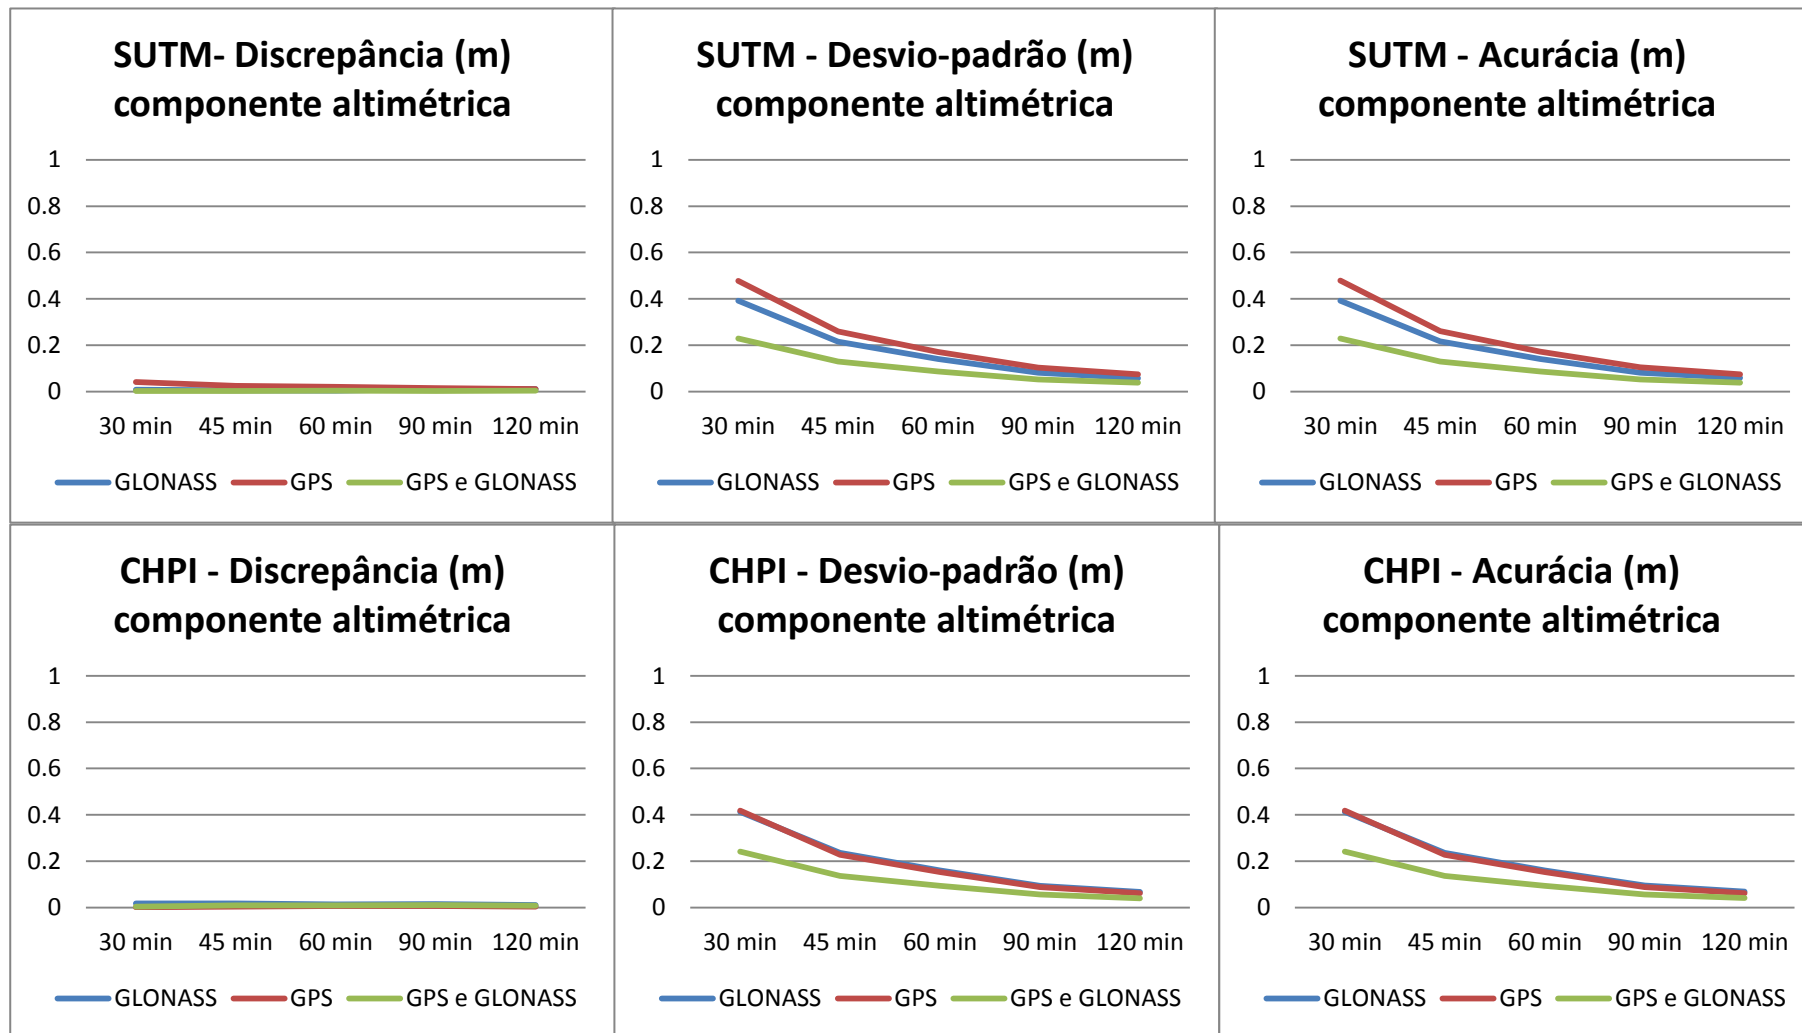 SUTM- Discrepância (m)
componente altimétrica
1
0.8
0.6
0.4
0.2
0
30 min 45 min 60 min 90 min 120 min
GLONASS GPS GPS e GLONASS
SUTM - Desvio-padrão (m)
componente altimétrica
1
0.8
0.6
0.4
0.2
0
30 min 45 min 60 min 90 min 120 min
GLONASS GPS GPS e GLONASS
SUTM - Acurácia (m)
componente altimétrica
1
0.8
0.6
0.4
0.2
0
30 min 45 min 60 min 90 min 120 min
GLONASS GPS GPS e GLONASS
CHPI - Discrepância (m)
componente altimétrica
1
0.8
0.6
0.4
0.2
0
30 min 45 min 60 min 90 min 120 min
GLONASS GPS GPS e GLONASS
CHPI - Desvio-padrão (m)
componente altimétrica
1
0.8
0.6
0.4
0.2
0
30 min 45 min 60 min 90 min 120 min
GLONASS GPS GPS e GLONASS
CHPI - Acurácia (m)
componente altimétrica
1
0.8
0.6
0.4
0.2
0
30 min 45 min 60 min 90 min 120 min
GLONASS GPS GPS e GLONASS